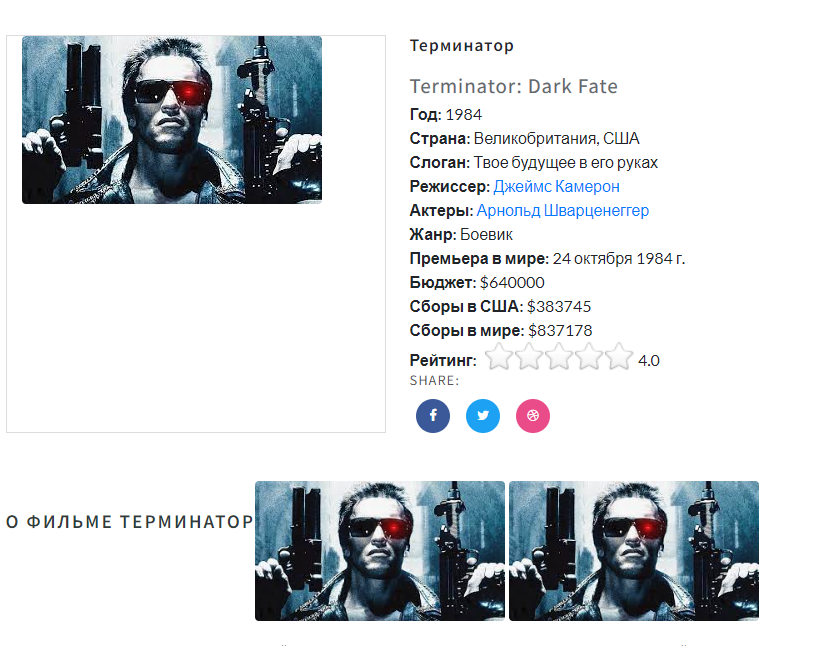 Терминатор
Terminator: Dark Fate
Год: 1984
Страна: Великобритания, США
Слоган: Твое будущее в его руках
Режиссер: Джеймс Камерон
Актеры: Арнольд Шварценеггер
Жанр: Боевик
Премьера в мире: 24 октября 1984 г.
Бюджет: $640000
Сборы в США: $383745
Сборы в мире: $837178
Рейтинг: 4.0
SHARE:
О ФИЛЬМЕ ТЕРМИНАТОР